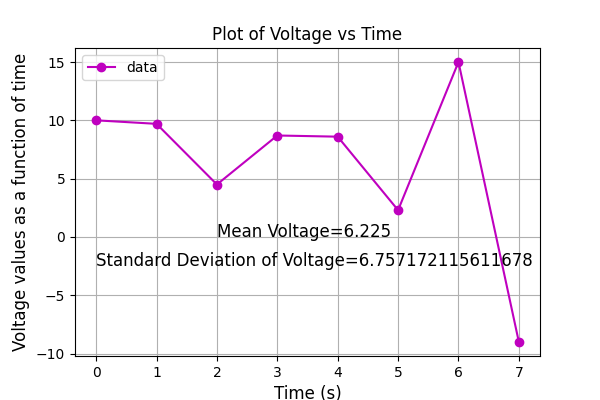 Plot of Voltage vs Time
data
Voltage values as a function of time
15
10
5
0
−5
−10
Mean Voltage=6.225
Standard Deviation of Voltage=6.757172115611678
0 1 2 3 4 5 6 7
Time (s)